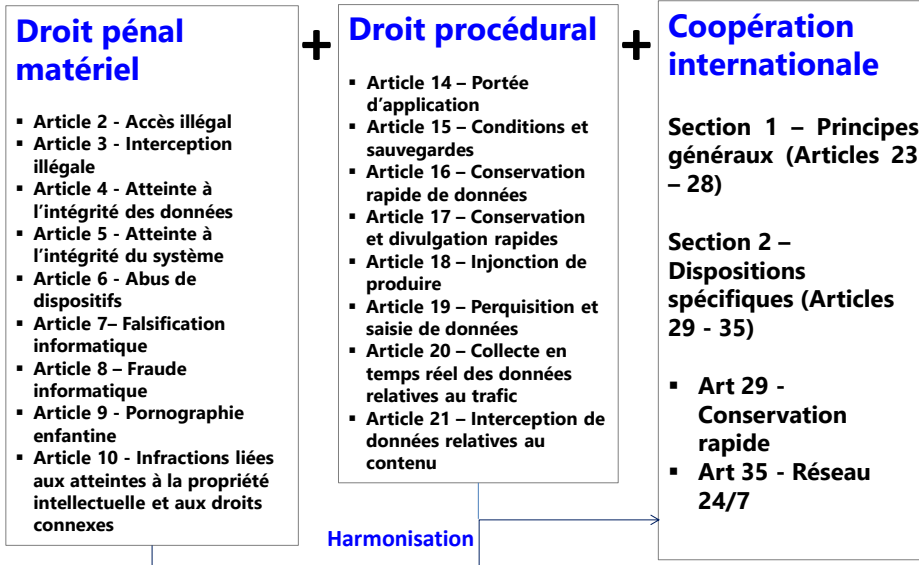 Droit pénal
matériel
▪ Article 2 - Accès illégal
▪ Article 3 - Interception
illégale
▪ Article 4 - Atteinte à
l'intégrité des données
▪ Article 5 - Atteinte à
l'intégrité du système
▪ Article 6 - Abus de
dispositifs
▪ Article 7– Falsification
informatique
▪ Article 8 – Fraude
informatique
▪ Article 9 - Pornographie
enfantine
▪ Article 10 - Infractions liées
aux atteintes à la propriété
intellectuelle et aux droits
connexes
+
Droit procédural
▪ Article 14 – Portée
d'application
▪ Article 15 – Conditions et
sauvegardes
▪ Article 16 – Conservation
rapide de données
▪ Article 17 – Conservation
et divulgation rapides
▪ Article 18 – Injonction de
produire
▪ Article 19 – Perquisition et
saisie de données
▪ Article 20 – Collecte en
temps réel des données
relatives au trafic
▪ Article 21 – Interception de
données relatives au
contenu
+
Coopération
internationale
Section 1 – Principes
généraux (Articles 23
– 28)
Section 2 –
Dispositions
spécifiques (Articles
29 - 35)
▪ Art 29 -
Conservation
rapide
▪ Art 35 - Réseau
24/7
Harmonisation